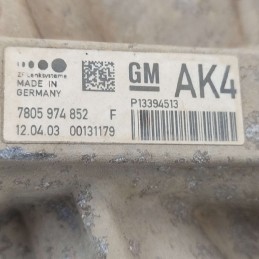 ZF Lenksysteme
MADE IN
GERMANY
GM
AK4
P13394513
7805 974 852 F
12.04.03 00131179